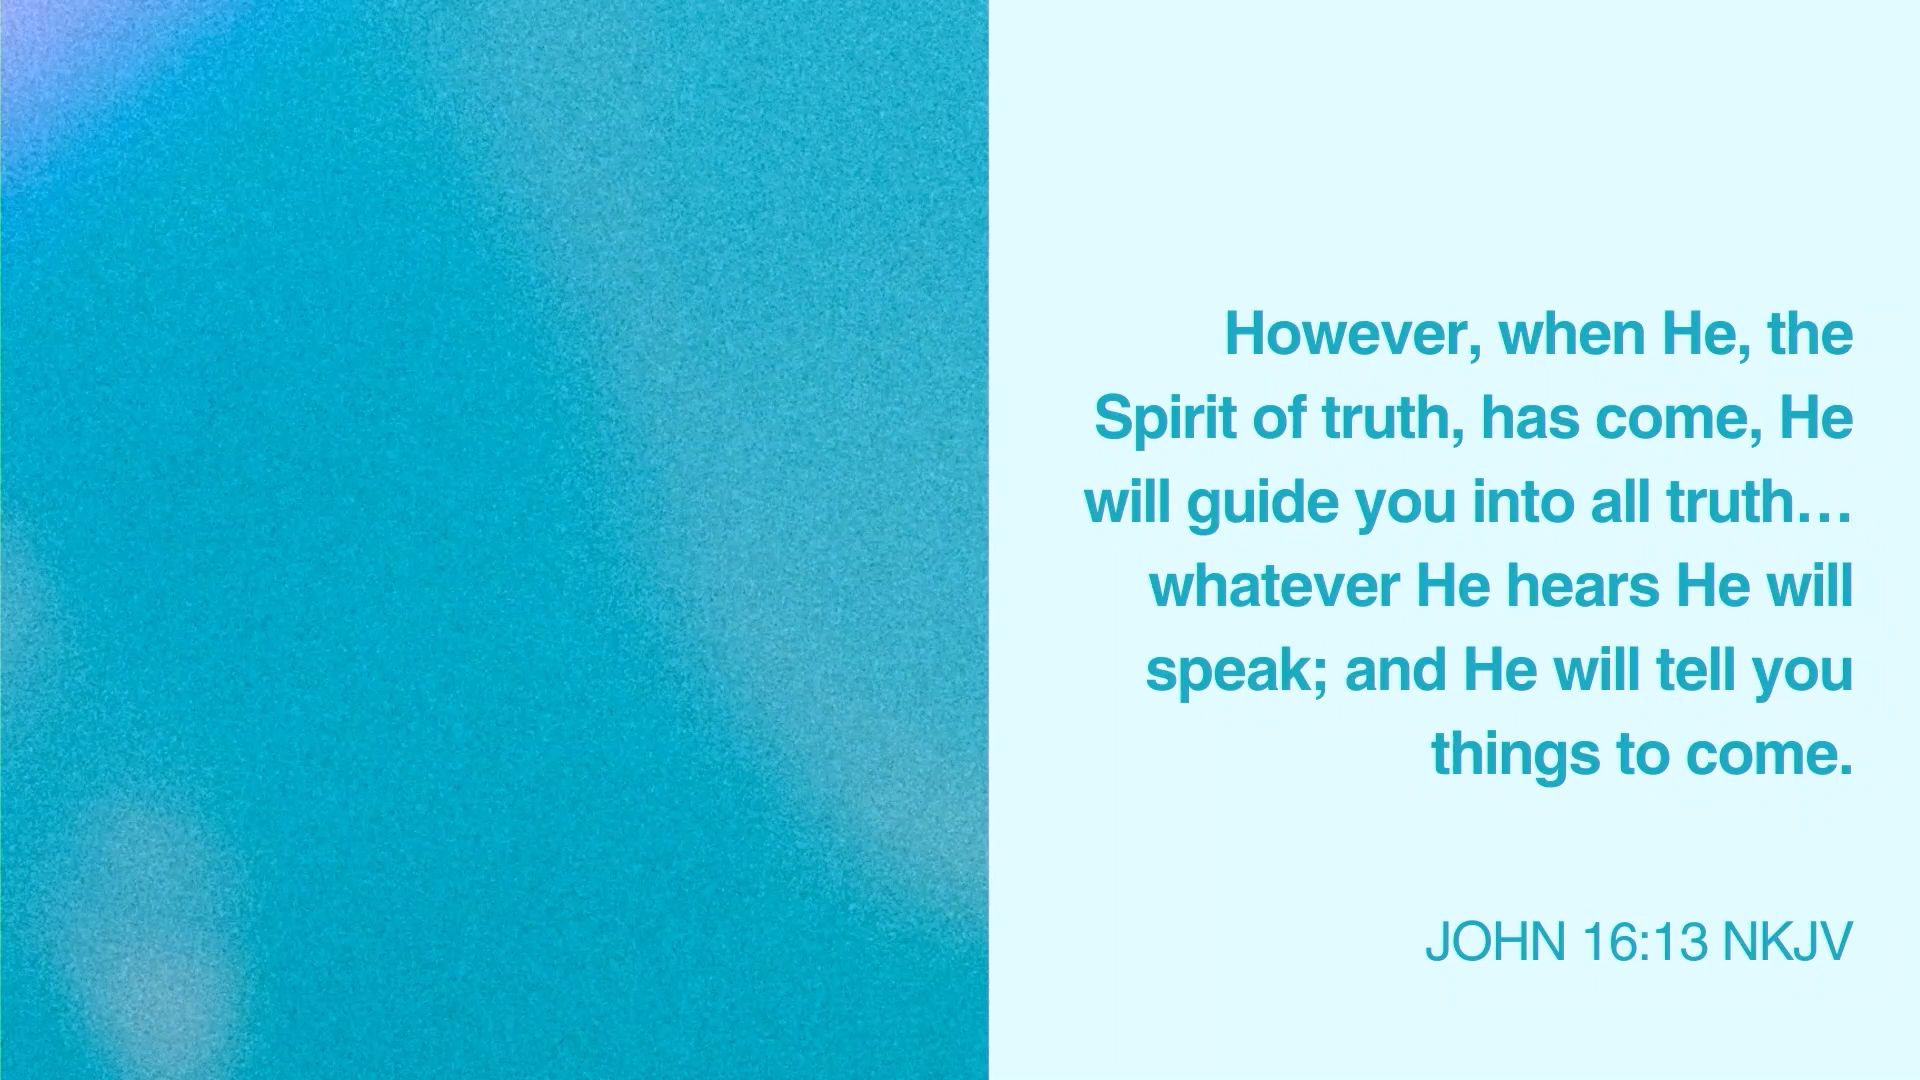 However, when He, the
Spirit of truth, has come, He
will guide you into all truth…
whatever He hears He will
speak; and He will tell you
things to come.
JOHN 16:13 NKJV